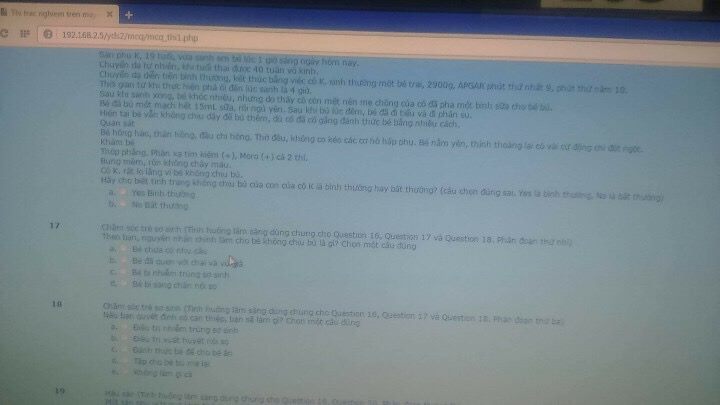 Thi trac nghiem tren may
192.168.2.5/yds2/mcq/mcq_thi1.php
Sản phụ K, 19 tuổi, vừa sanh em bé lúc 1 giờ sáng ngày hôm nay.
Chuyển dạ tự nhiên, khi tuổi thai được 40 tuần vô kinh.
Chuyển dạ diễn tiến bình thường, kết thúc bằng việc cô K. sinh thường một bé trai, 2900g, APGAR phút thứ nhất 9, phút thứ năm 10.
Thời gian từ khi thực hiện phá ối đến lúc sanh là 4 giờ.
Sau khi sanh xong, bé khóc nhiều, nhưng do thấy cô còn mệt nên mẹ chồng của cô đã pha một bình sữa cho bé bú.
Bé đã bú một mạch hết 15mL sữa, rồi ngủ yên. Sau khi bú lúc đêm, bé đã đi tiểu và đi phân su.
Hiện tại bé vẫn không chịu dậy để bú thêm, dù cô đã cố gắng đánh thức bé bằng nhiều cách.
Quan sát
Bé hồng hào, thân hồng, đầu chi hồng. Thở đều, không co kéo các cơ hô hấp phụ. Bé nằm yên, thỉnh thoảng lại có vài cử động chi đột ngột.
Khám bé
Thóp phẳng. Phản xạ tìm kiếm (+), Moro (+) cả 2 thì.
Bụng mềm, rốn không chảy máu.
Cô K. rất lo lắng vì bé không chịu bú.
Hãy cho biết tình trạng không chịu bú của con của cô K là bình thường hay bất thường? (câu chọn đúng sai, Yes là bình thường, No là bất thường)
a. Yes Bình thường
b. No Bất thường
17
Chăm sóc trẻ sơ sinh (Tình huống lâm sàng dùng chung cho Question 16, Question 17 và Question 18. Phân đoạn thứ nhì)
Theo bạn, nguyên nhân chính làm cho bé không chịu bú là gì? Chọn một câu đúng
a. Bé chưa có nhu cầu
b. Bé đã quen với chai và vú giả
c. Bé bị nhiễm trùng sơ sinh
d. Bé bị sang chấn nội sọ
18
Chăm sóc trẻ sơ sinh (Tình huống lâm sàng dùng chung cho Question 16, Question 17 và Question 18. Phân đoạn thứ ba)
Nếu bạn quyết định có can thiệp, bạn sẽ làm gì? Chọn một câu đúng
a. Điều trị nhiễm trùng sơ sinh
b. Điều trị xuất huyết nội sọ
c. Đánh thức bé để cho bé ăn
d. Tập cho bé bú mẹ lại
e. Không làm gì cả
19
Hậu sản (Tình huống lâm sàng dùng chung cho Question 19, Question